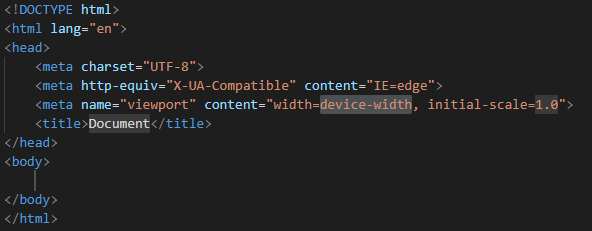 <!DOCTYPE html>
<html lang="en">
<head>
    <meta charset="UTF-8">
    <meta http-equiv="X-UA-Compatible" content="IE=edge">
    <meta name="viewport" content="width=device-width, initial-scale=1.0">
    <title>Document</title>
</head>
<body>
</body>
</html>